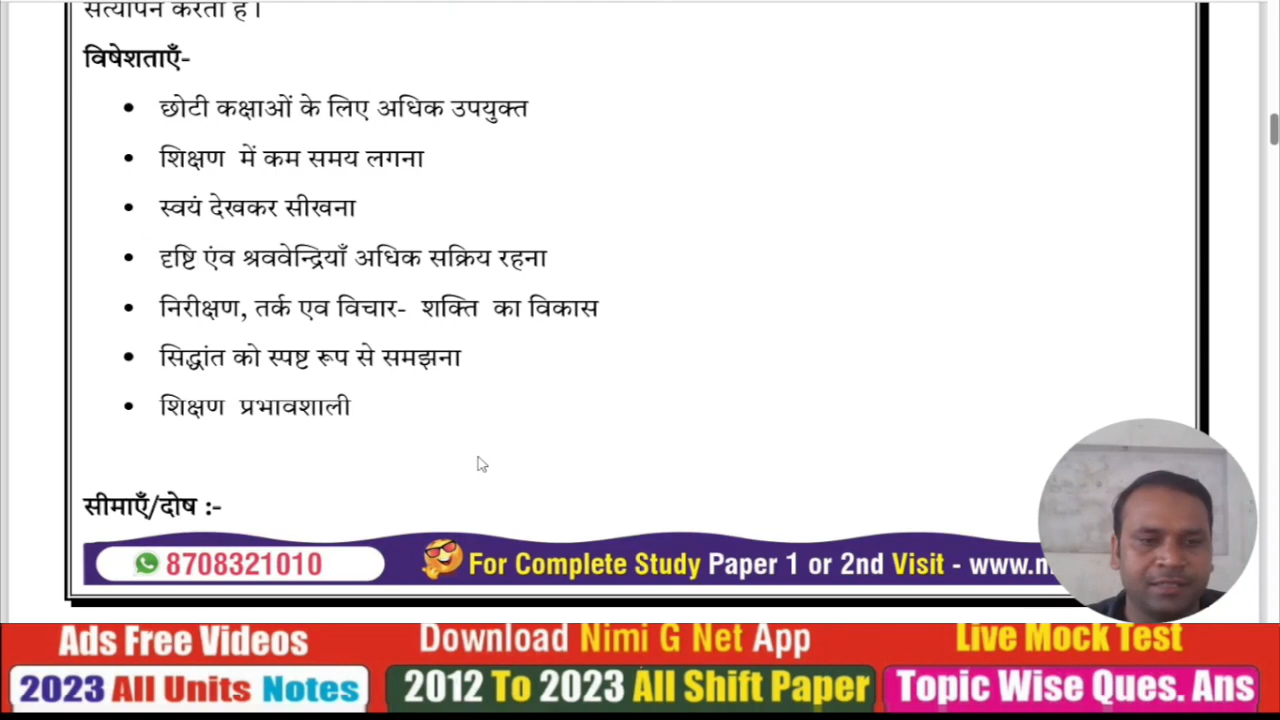 सत्यापन करता है।
विषेशताएँ-
• छोटी कक्षाओं के लिए अधिक उपयुक्त
• शिक्षण में कम समय लगना
• स्वयं देखकर सीखना
• दृष्टि एंव श्रववेन्द्रियाँ अधिक सक्रिय रहना
• निरीक्षण, तर्क एव विचार- शक्ति का विकास
• सिद्धांत को स्पष्ट रूप से समझना
• शिक्षण प्रभावशाली
सीमाएँ/दोष :-
8708321010 For Complete Study Paper 1 or 2nd Visit - www.n
Ads Free Videos Download Nimi G Net App Live Mock Test
2023 All Units Notes 2012 To 2023 All Shift Paper Topic Wise Ques. Ans